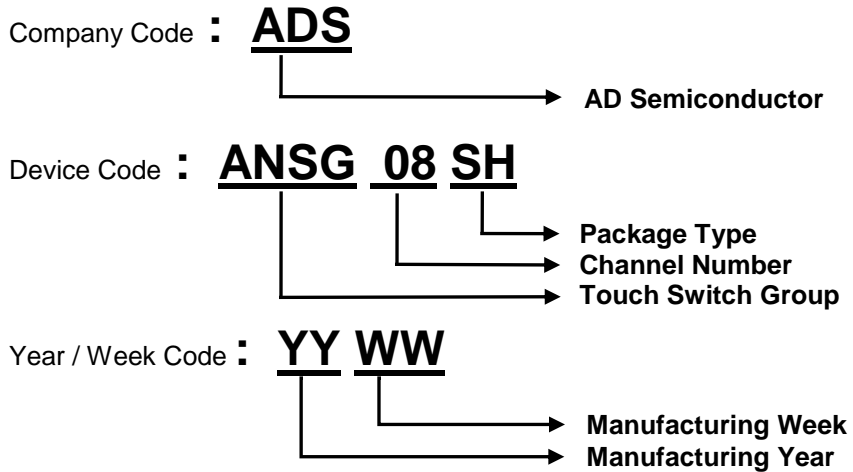 Company Code : ADS
AD Semiconductor
Device Code : ANSG 08 SH
Package Type
Channel Number
Touch Switch Group
Year / Week Code : YY WW
Manufacturing Week
Manufacturing Year